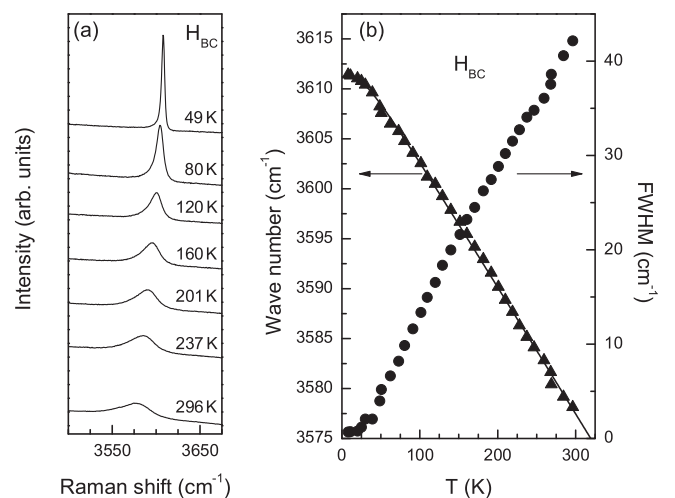 (a)
H_BC
49 K
80 K
120 K
160 K
201 K
237 K
296 K
3550 3650
Raman shift (cm⁻¹)
Intensity (arb. units)
(b)
H_BC
3615
3610
3605
3600
3595
3590
3585
3580
3575
Wave number (cm⁻¹)
40
30
20
10
0
FWHM (cm⁻¹)
0 100 200 300
T (K)